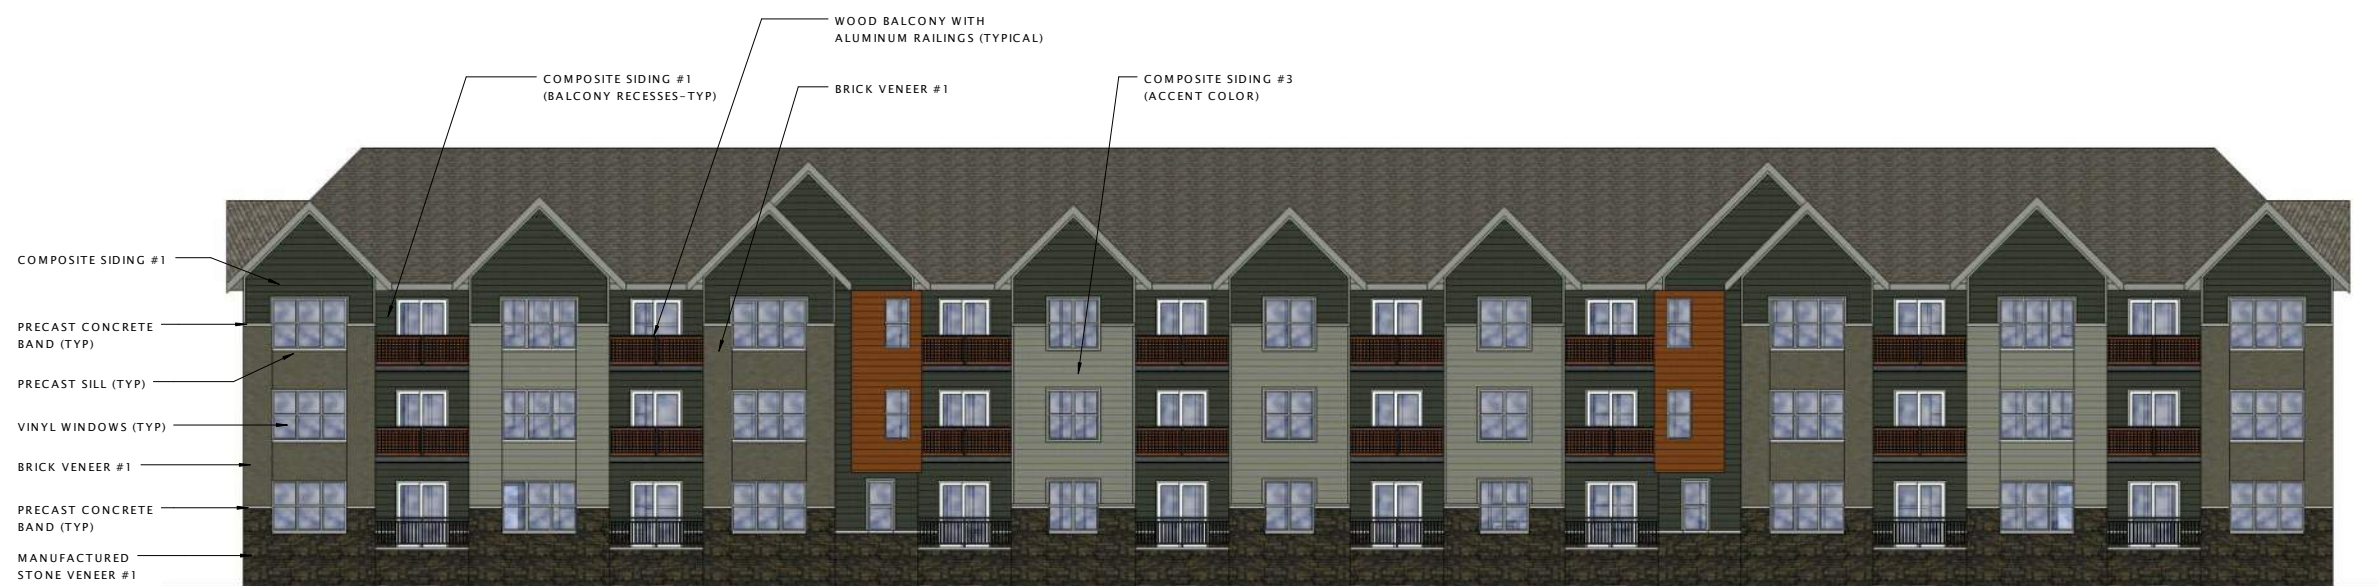 WOOD BALCONY WITH
ALUMINUM RAILINGS (TYPICAL)
COMPOSITE SIDING #1
(BALCONY RECESSES-TYP)
BRICK VENEER #1
COMPOSITE SIDING #3
(ACCENT COLOR)
COMPOSITE SIDING #1
PRECAST CONCRETE
BAND (TYP)
PRECAST SILL (TYP)
VINYL WINDOWS (TYP)
BRICK VENEER #1
PRECAST CONCRETE
BAND (TYP)
MANUFACTURED
STONE VENEER #1